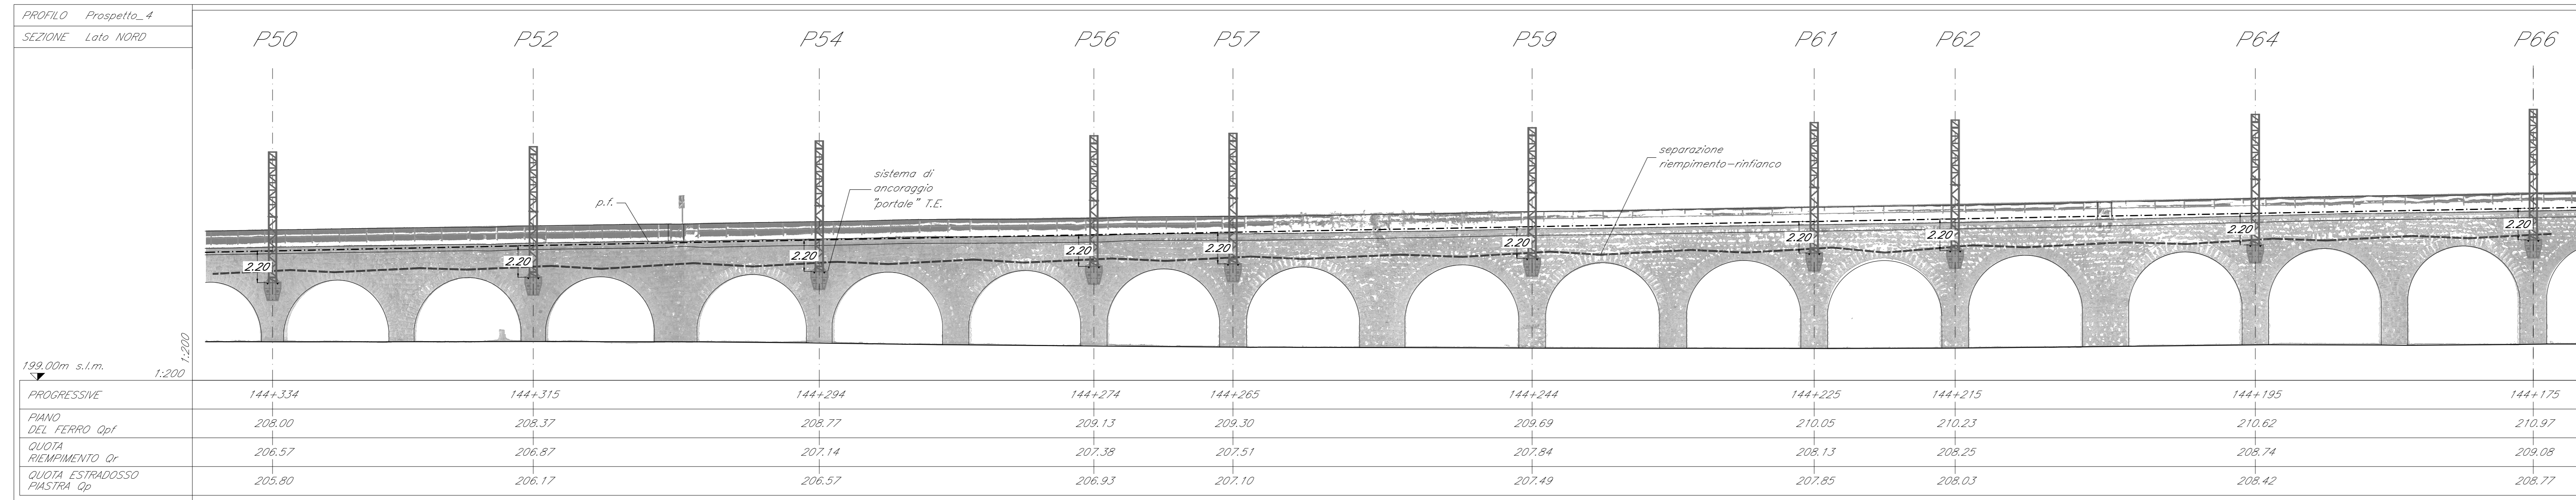 PROFILO Prospetto_4
SEZIONE Lato NORD
P50 P52 P54 P56 P57 P59 P61 P62 P64 P66
p.f.
sistema di
ancoraggio
"portale" T.E.
separazione
riempimento-rinfianco
2.20 2.20 2.20 2.20 2.20 2.20 2.20 2.20 2.20 2.20
199.00m s.l.m.
1:200
1:200
PROGRESSIVE 144+334 144+315 144+294 144+274 144+265 144+244 144+225 144+215 144+195 144+175
PIANO
DEL FERRO Qpf 208.00 208.37 208.77 209.13 209.30 209.69 210.05 210.23 210.62 210.97
QUOTA
RIEMPIMENTO Qr 206.57 206.87 207.14 207.38 207.51 207.84 208.13 208.25 208.74 209.08
QUOTA ESTRADOSSO
PIASTRA Qp 205.80 206.17 206.57 206.93 207.10 207.49 207.85 208.03 208.42 208.77